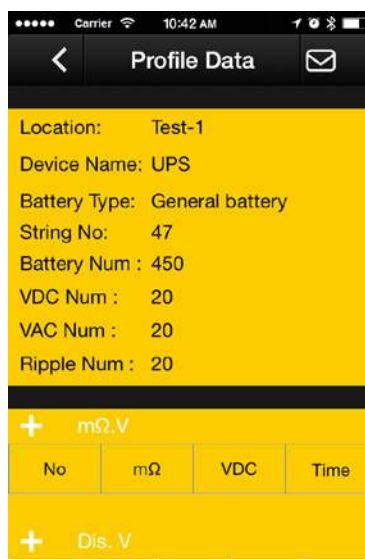 Carrier 10:42 AM
Profile Data
Location: Test-1
Device Name: UPS
Battery Type: General battery
String No: 47
Battery Num : 450
VDC Num : 20
VAC Num : 20
Ripple Num : 20
+ mΩ.V
No mΩ VDC Time
+ Dis. V